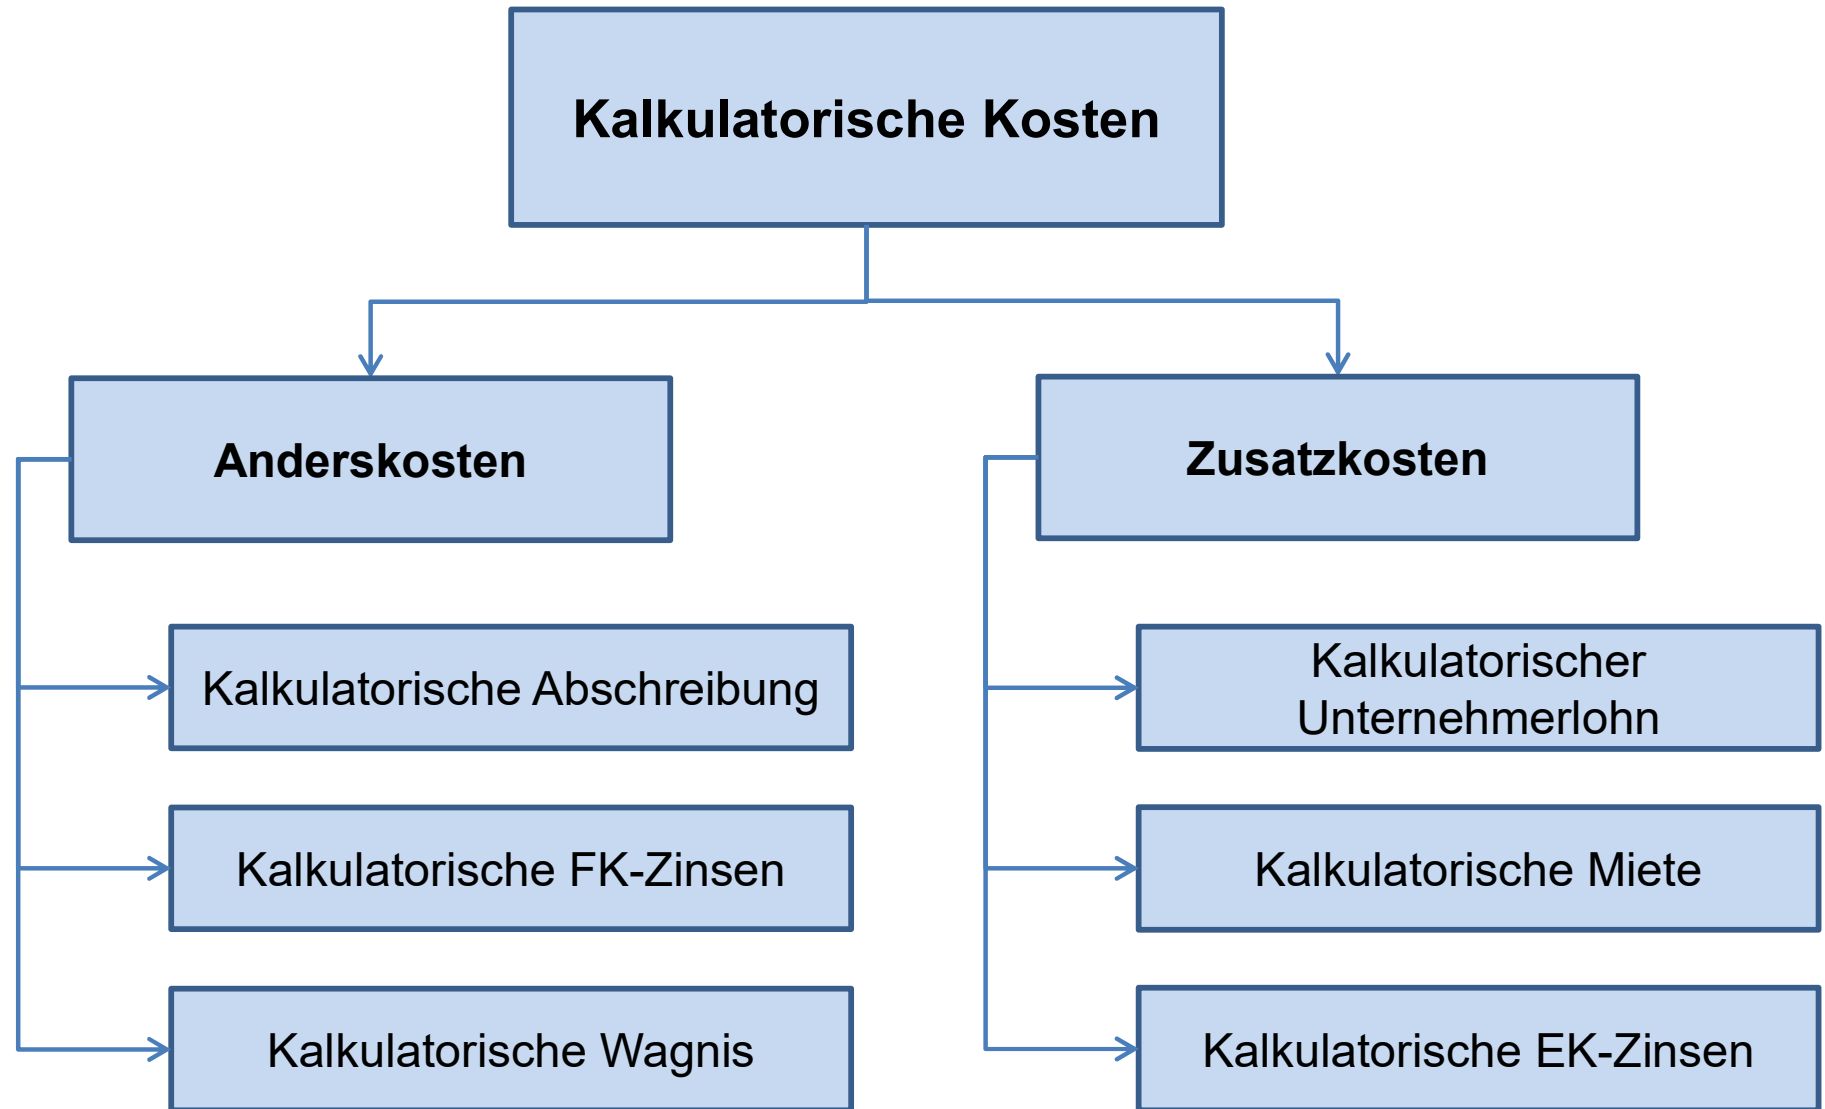 Kalkulatorische Kosten
Anderskosten
Kalkulatorische Abschreibung
Kalkulatorische FK-Zinsen
Kalkulatorische Wagnis
Zusatzkosten
Kalkulatorischer
Unternehmerlohn
Kalkulatorische Miete
Kalkulatorische EK-Zinsen